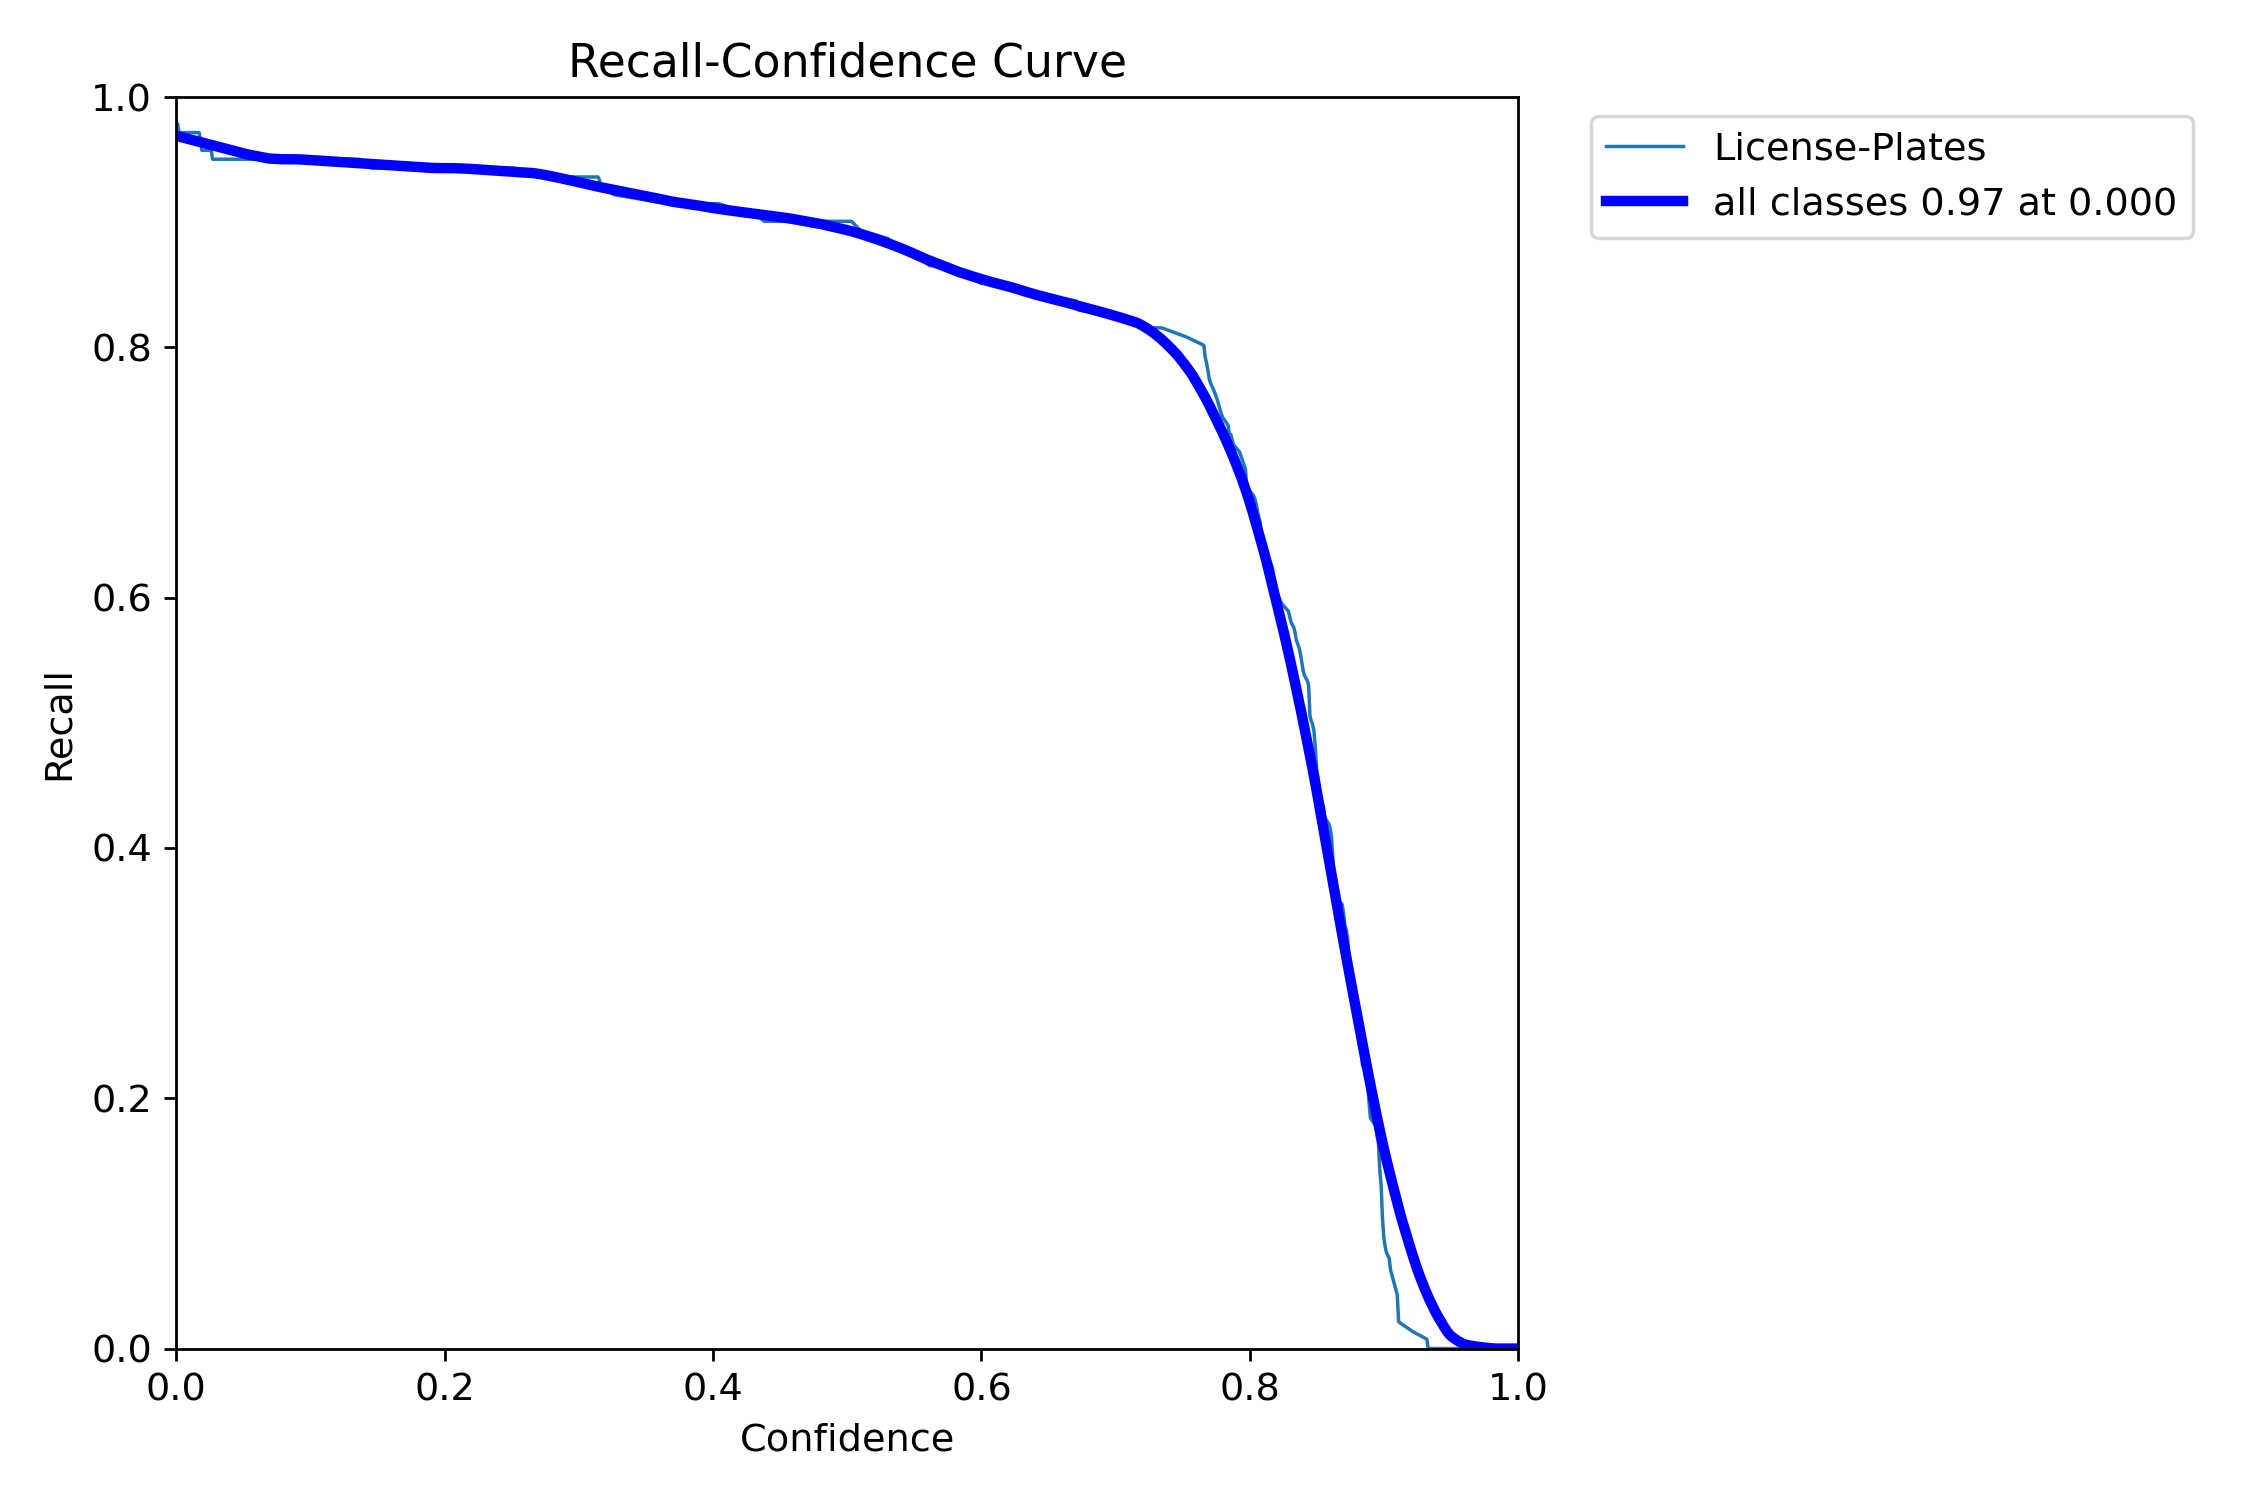 Recall-Confidence Curve
License-Plates
all classes 0.97 at 0.000
1.0
0.8
0.6
0.4
0.2
0.0
Recall
0.0 0.2 0.4 0.6 0.8 1.0
Confidence